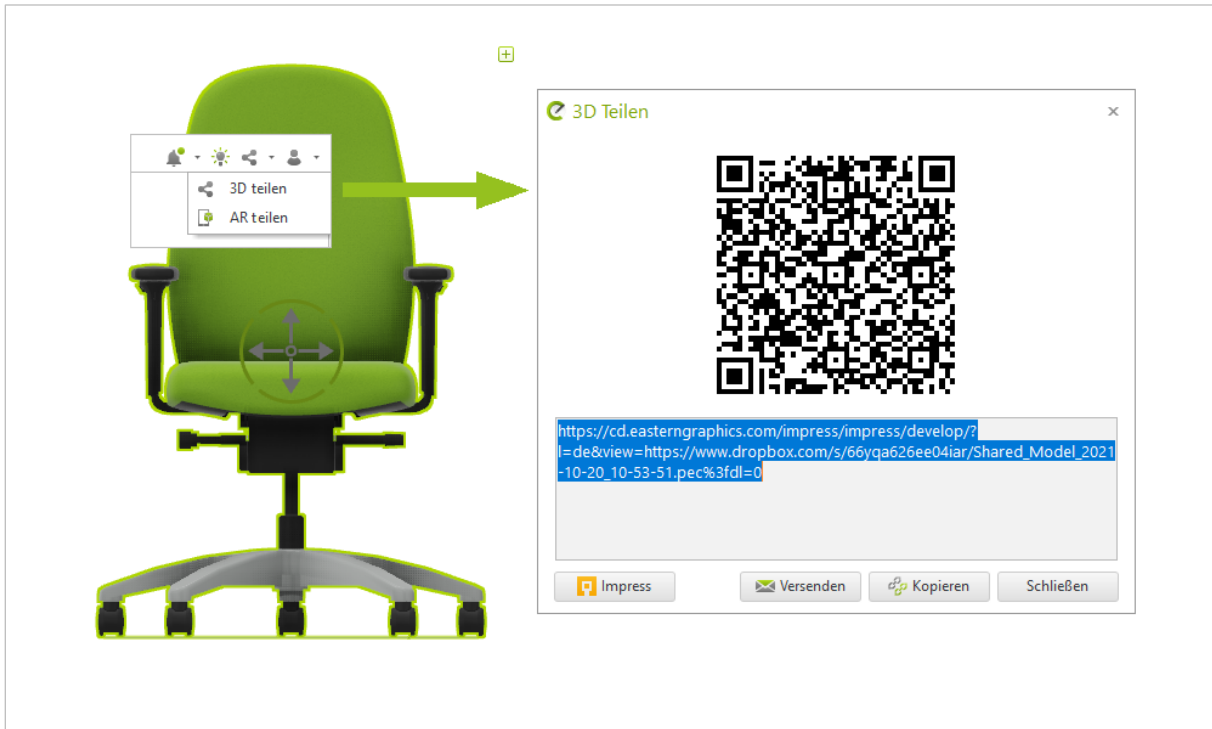 3D teilen
AR teilen
3D Teilen
https://cd.easterngraphics.com/impress/impress/develop/?
l=de&view=https://www.dropbox.com/s/66yqa626ee04iar/Shared_Model_2021
-10-20_10-53-51.pec%3fdl=0
Impress
Versenden
Kopieren
Schließen